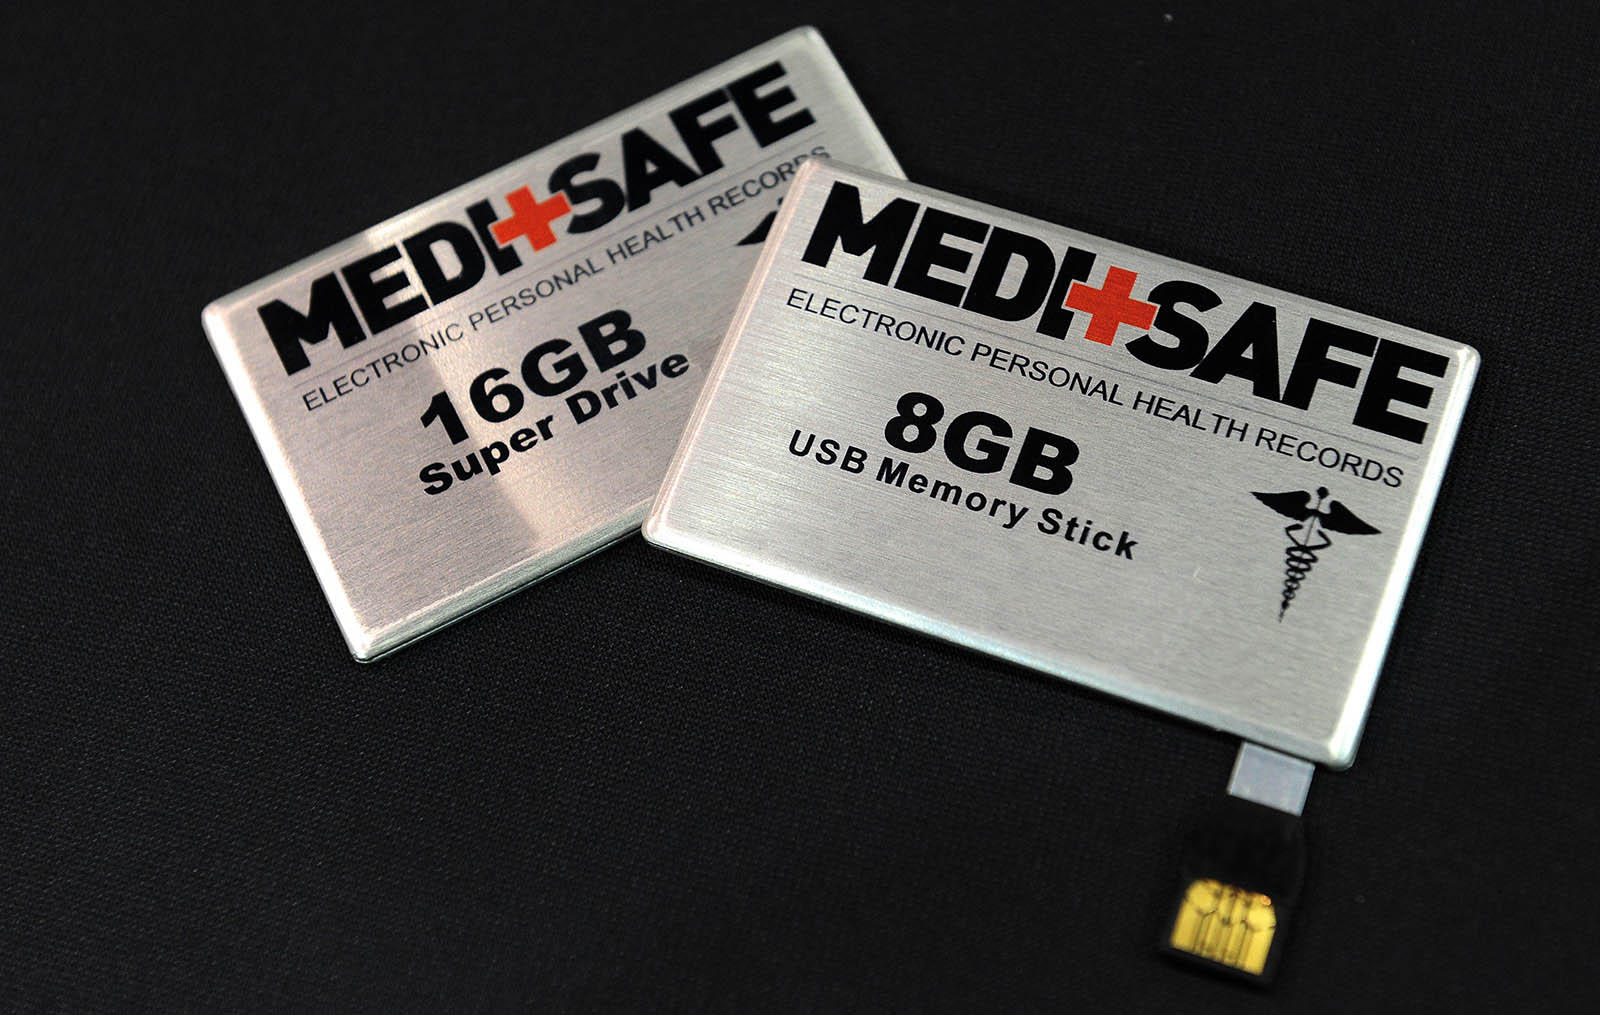 MEDI+SAFE
ELECTRONIC PERSONAL HEALTH RECORDS
16GB
Super Drive
MEDI+SAFE
ELECTRONIC PERSONAL HEALTH RECORDS
8GB
USB Memory Stick